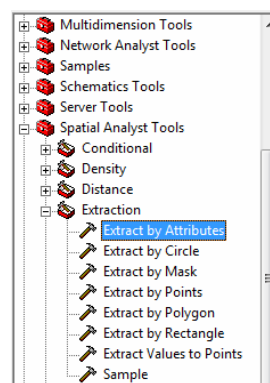 Multidimension Tools
Network Analyst Tools
Samples
Schematics Tools
Server Tools
Spatial Analyst Tools
Conditional
Density
Distance
Extraction
Extract by Attributes
Extract by Circle
Extract by Mask
Extract by Points
Extract by Polygon
Extract by Rectangle
Extract Values to Points
Sample